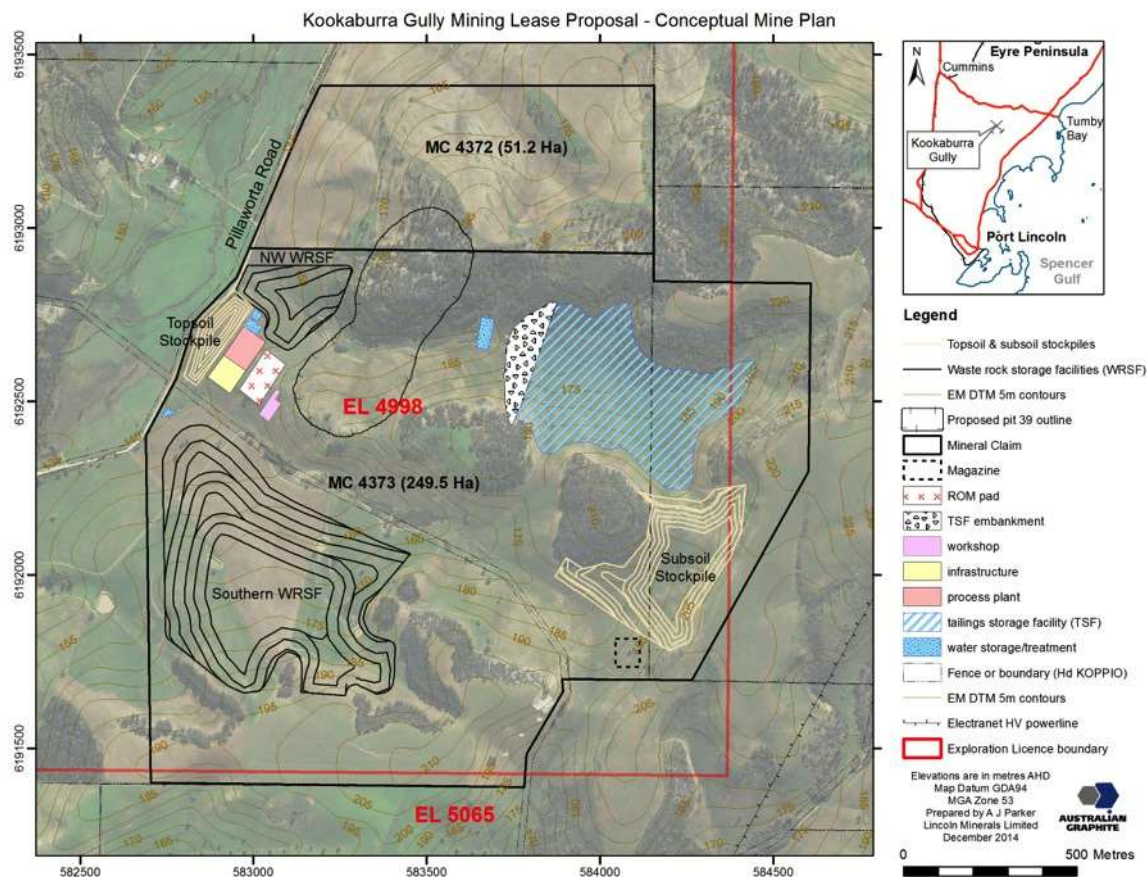 Kookaburra Gully Mining Lease Proposal - Conceptual Mine Plan
6193500
6193000
6192500
6192000
6191500
582500
583000
583500
584000
584500
Pillaworta Road
MC 4372 (51.2 Ha)
NW WRSF
Topsoil
Stockpile
EL 4998
MC 4373 (249.5 Ha)
Southern WRSF
Subsoil
Stockpile
EL 5065
N
Eyre Peninsula
Cummins
Tumby
Bay
Kookaburra
Gully
Port Lincoln
Spencer
Gulf
Legend
Topsoil & subsoil stockpiles
Waste rock storage facilities (WRSF)
EM DTM 5m contours
Proposed pit 39 outline
Mineral Claim
Magazine
ROM pad
TSF embankment
workshop
infrastructure
process plant
tailings storage facility (TSF)
water storage/treatment
Fence or boundary (Hd KOPPIO)
EM DTM 5m contours
Electranet HV powerline
Exploration Licence boundary
Elevations are in metres AHD
Map Datum GDA94
MGA Zone 53
Prepared by A J Parker
Lincoln Minerals Limited
December 2014
AUSTRALIAN
GRAPHITE
0 500 Metres